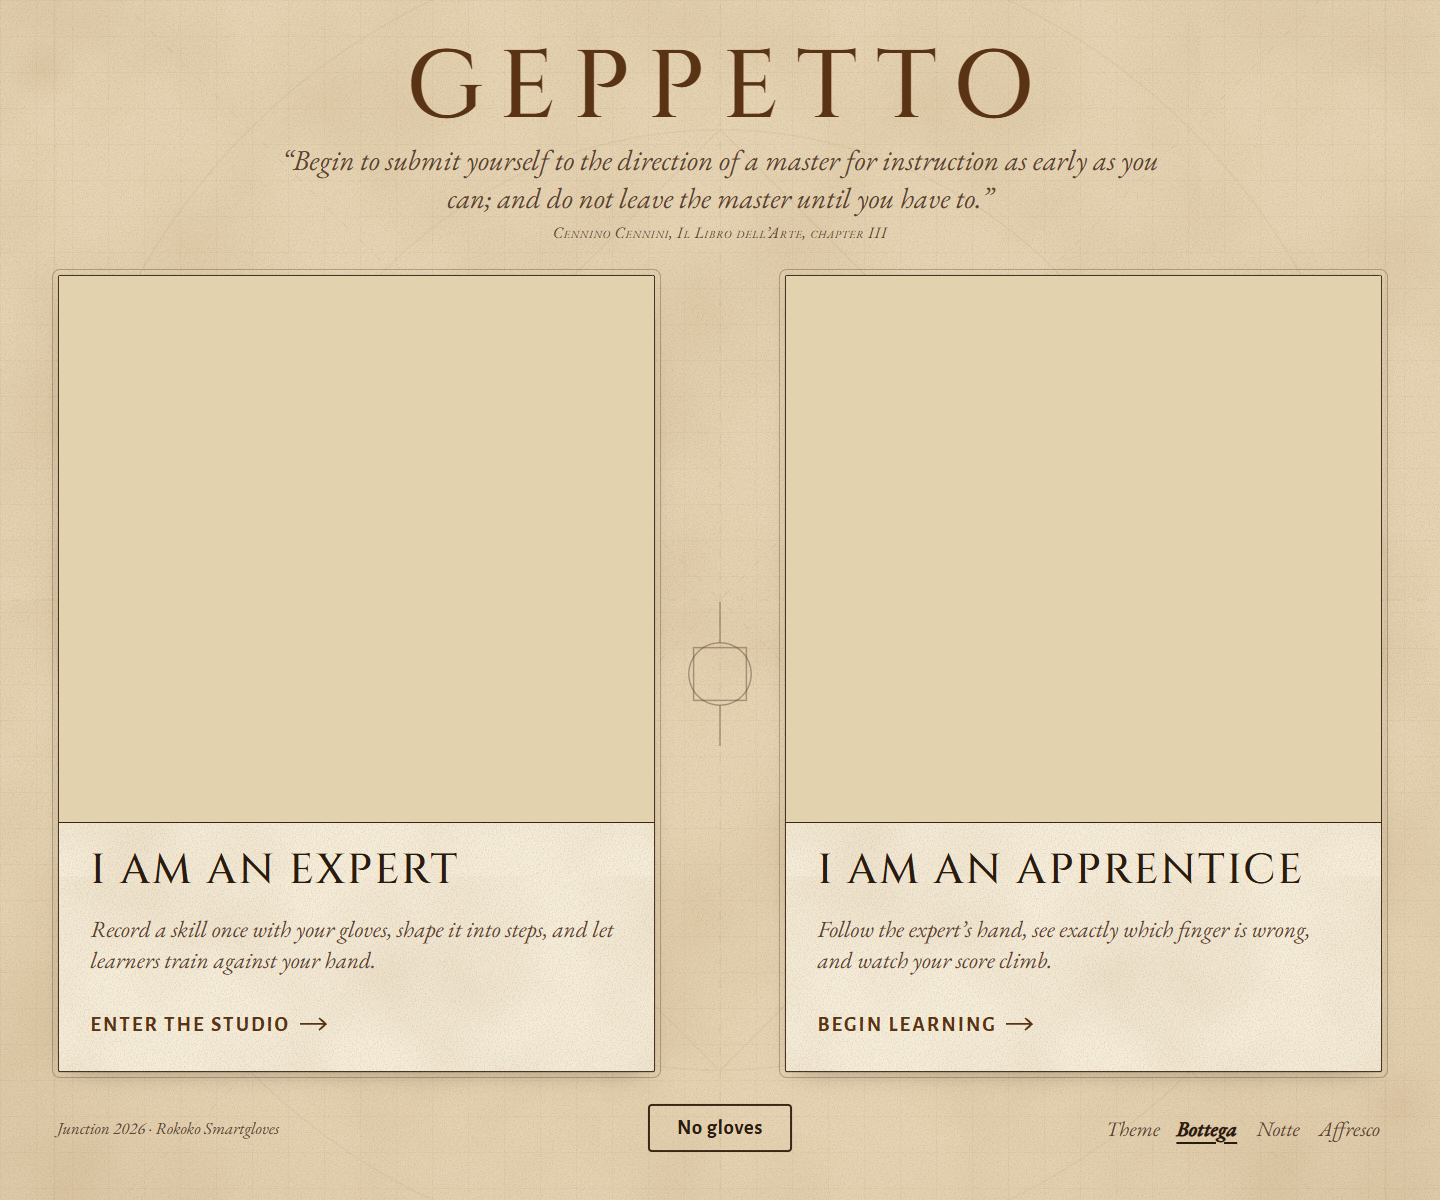 GEPPETTO
“Begin to submit yourself to the direction of a master for instruction as early as you
can; and do not leave the master until you have to.”
Cennino Cennini, Il Libro dell’Arte, chapter III
I AM AN EXPERT
Record a skill once with your gloves, shape it into steps, and let
learners train against your hand.
ENTER THE STUDIO →
I AM AN APPRENTICE
Follow the expert’s hand, see exactly which finger is wrong,
and watch your score climb.
BEGIN LEARNING →
Junction 2026 · Rokoko Smartgloves
No gloves
Theme Bottega Notte Affresco